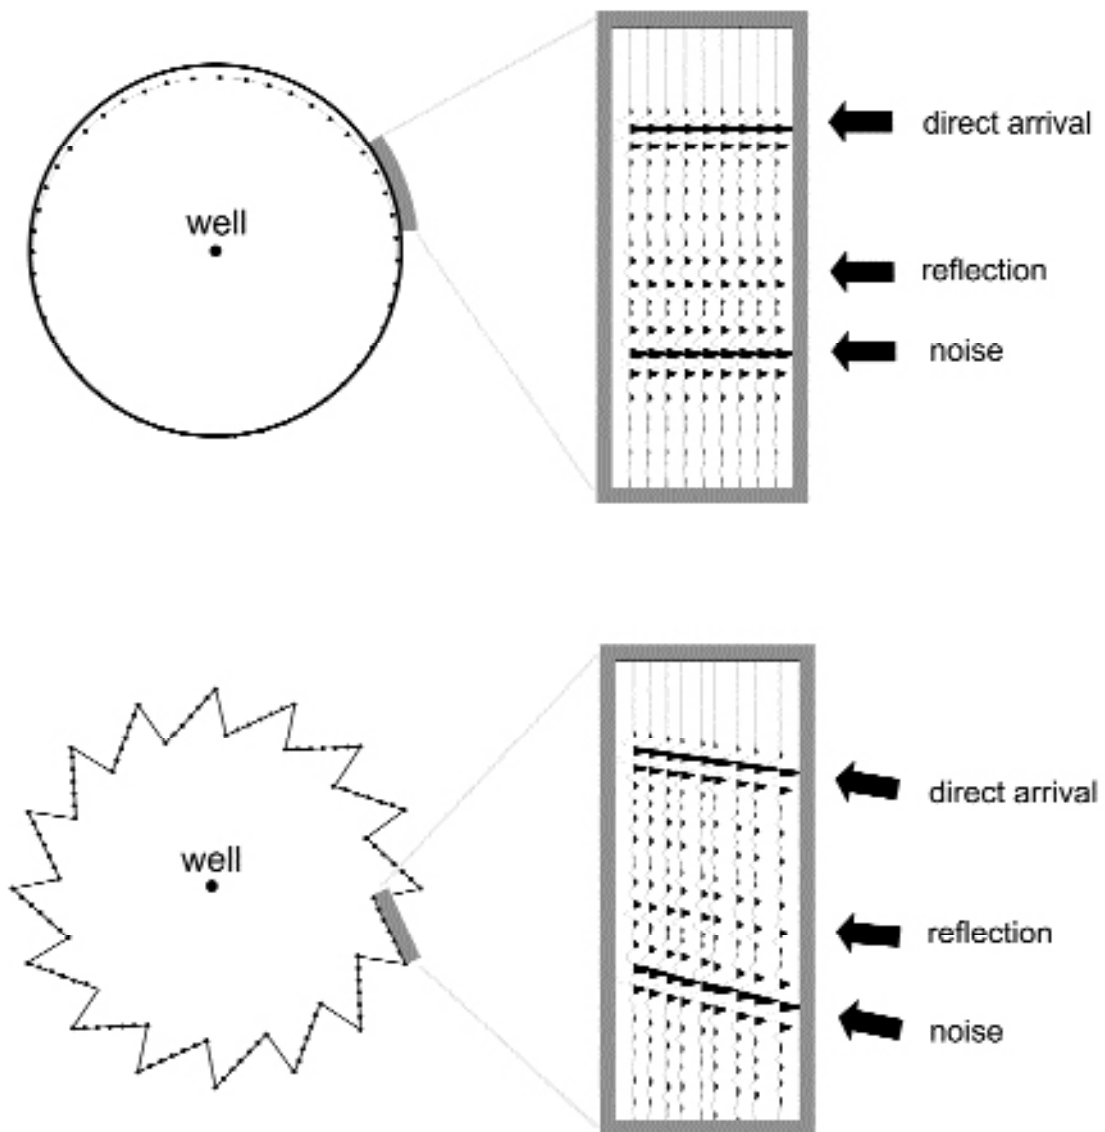 well
direct arrival
reflection
noise
well
direct arrival
reflection
noise